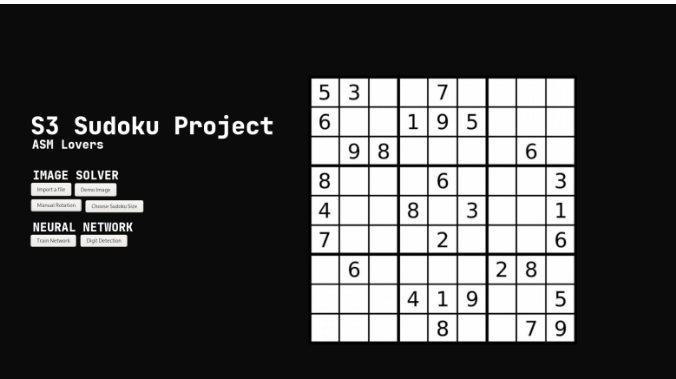 S3 Sudoku Project
ASM Lovers
IMAGE SOLVER
Import a file Demo Image
Manual Rotation Choose Sudoku Size
NEURAL NETWORK
Train Network Digit Detection
5 3 7
6 1 9 5
9 8 6
8 6 3
4 8 3 1
7 2 6
6 2 8
4 1 9 5
8 7 9